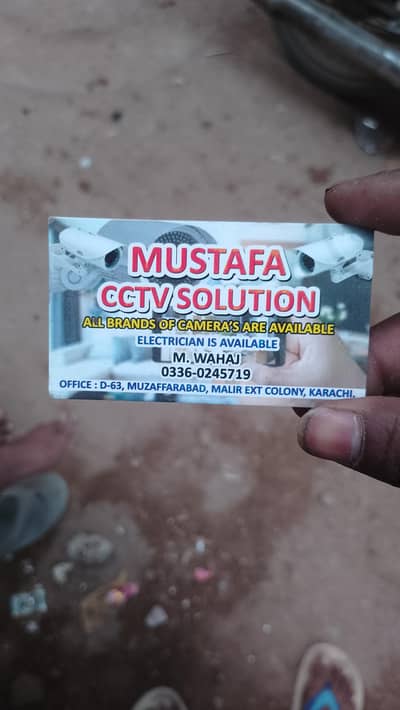 MUSTAFA
CCTV SOLUTION
ALL BRANDS OF CAMERA'S ARE AVAILABLE
ELECTRICIAN IS AVAILABLE
M. WAHAJ
0336-0245719
OFFICE : D-63, MUZAFFARABAD, MALIR EXT COLONY, KARACHI.